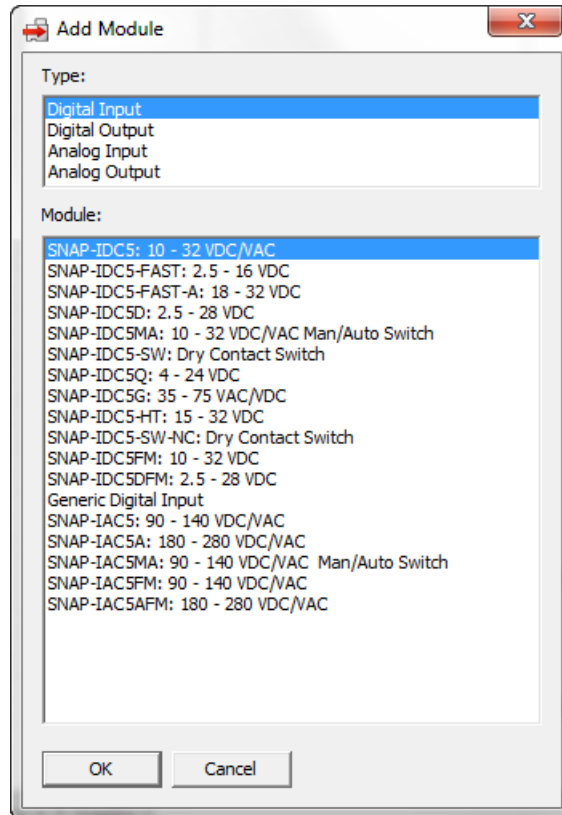 Add Module
Type:
Digital Input
Digital Output
Analog Input
Analog Output
Module:
SNAP-IDC5: 10 - 32 VDC/VAC
SNAP-IDC5-FAST: 2.5 - 16 VDC
SNAP-IDC5-FAST-A: 18 - 32 VDC
SNAP-IDC5D: 2.5 - 28 VDC
SNAP-IDC5MA: 10 - 32 VDC/VAC Man/Auto Switch
SNAP-IDC5-SW: Dry Contact Switch
SNAP-IDC5Q: 4 - 24 VDC
SNAP-IDC5G: 35 - 75 VAC/VDC
SNAP-IDC5-HT: 15 - 32 VDC
SNAP-IDC5-SW-NC: Dry Contact Switch
SNAP-IDC5FM: 10 - 32 VDC
SNAP-IDC5DFM: 2.5 - 28 VDC
Generic Digital Input
SNAP-IAC5: 90 - 140 VDC/VAC
SNAP-IAC5A: 180 - 280 VDC/VAC
SNAP-IAC5MA: 90 - 140 VDC/VAC  Man/Auto Switch
SNAP-IAC5FM: 90 - 140 VDC/VAC
SNAP-IAC5AFM: 180 - 280 VDC/VAC
OK Cancel